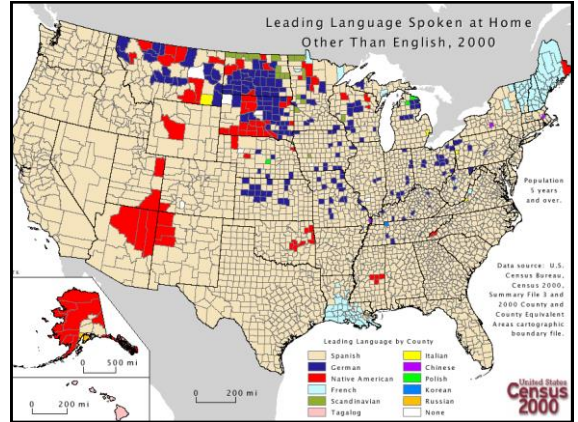 Leading Language Spoken at Home
Other Than English, 2000
Population
5 years
and over.
Data source: U.S.
Census Bureau,
Census 2000,
Summary File 3 and
2000 County and
County Equivalent
Areas cartographic
boundary file.
0 500 mi
0 200 mi
0 200 mi
Leading Language by County
Spanish
German
Native American
French
Scandinavian
Tagalog
Italian
Chinese
Polish
Korean
Russian
None
United States
Census
2000